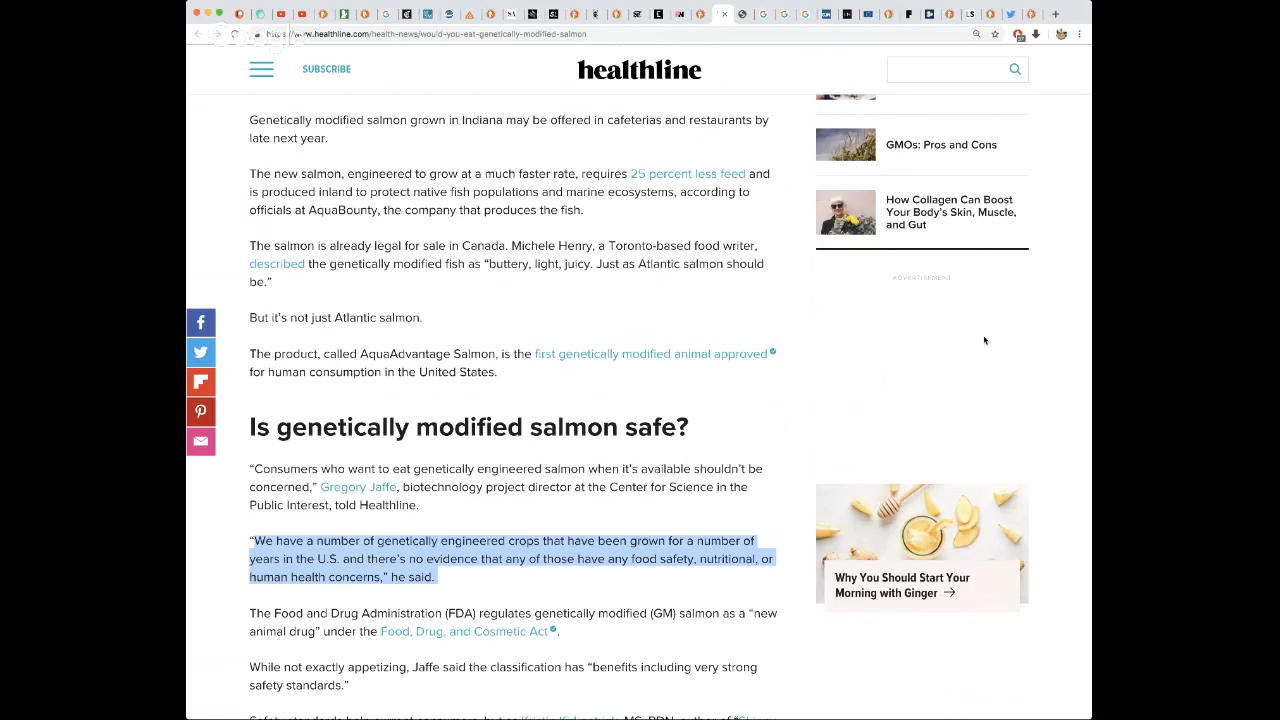 https://www.healthline.com/health-news/would-you-eat-genetically-modified-salmon
SUBSCRIBE
healthline
Genetically modified salmon grown in Indiana may be offered in cafeterias and restaurants by
late next year.
The new salmon, engineered to grow at a much faster rate, requires 25 percent less feed and
is produced inland to protect native fish populations and marine ecosystems, according to
officials at AquaBounty, the company that produces the fish.
The salmon is already legal for sale in Canada. Michele Henry, a Toronto-based food writer,
described the genetically modified fish as “buttery, light, juicy. Just as Atlantic salmon should
be.”
But it’s not just Atlantic salmon.
The product, called AquaAdvantage Salmon, is the first genetically modified animal approved
for human consumption in the United States.
Is genetically modified salmon safe?
“Consumers who want to eat genetically engineered salmon when it’s available shouldn’t be
concerned,” Gregory Jaffe, biotechnology project director at the Center for Science in the
Public Interest, told Healthline.
“We have a number of genetically engineered crops that have been grown for a number of
years in the U.S. and there’s no evidence that any of those have any food safety, nutritional, or
human health concerns,” he said.
The Food and Drug Administration (FDA) regulates genetically modified (GM) salmon as a “new
animal drug” under the Food, Drug, and Cosmetic Act.
While not exactly appetizing, Jaffe said the classification has “benefits including very strong
safety standards.”
GMOs: Pros and Cons
How Collagen Can Boost
Your Body’s Skin, Muscle,
and Gut
ADVERTISEMENT
Why You Should Start Your
Morning with Ginger